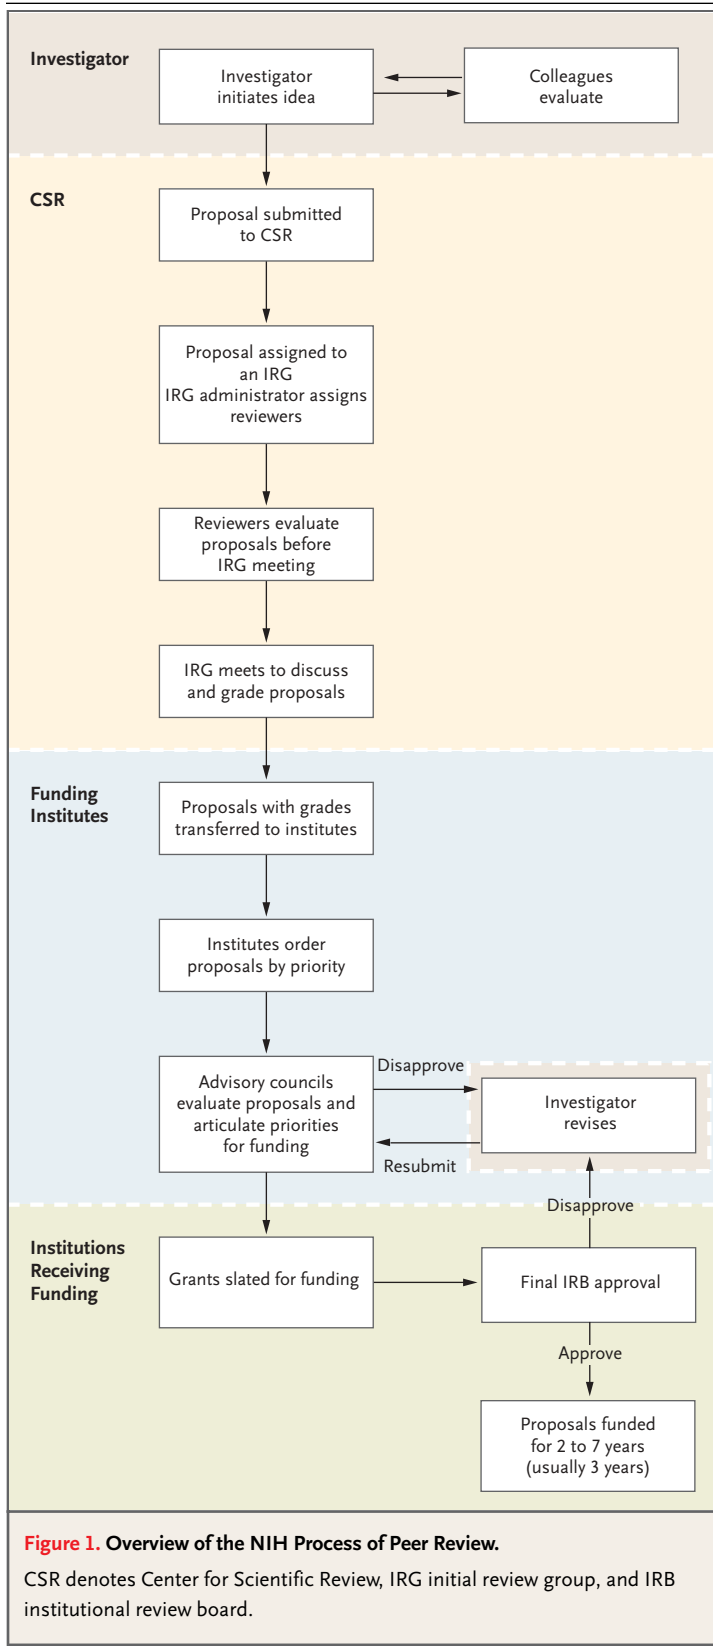 Investigator
Investigator
initiates idea
Colleagues
evaluate
CSR
Proposal submitted
to CSR
Proposal assigned to
an IRG
IRG administrator assigns
reviewers
Reviewers evaluate
proposals before
IRG meeting
IRG meets to discuss
and grade proposals
Funding
Institutes
Proposals with grades
transferred to institutes
Institutes order
proposals by priority
Advisory councils
evaluate proposals and
articulate priorities
for funding
Disapprove
Resubmit
Investigator
revises
Disapprove
Institutions
Receiving
Funding
Grants slated for funding
Final IRB approval
Approve
Proposals funded
for 2 to 7 years
(usually 3 years)
Figure 1. Overview of the NIH Process of Peer Review.
CSR denotes Center for Scientific Review, IRG initial review group, and IRB
institutional review board.